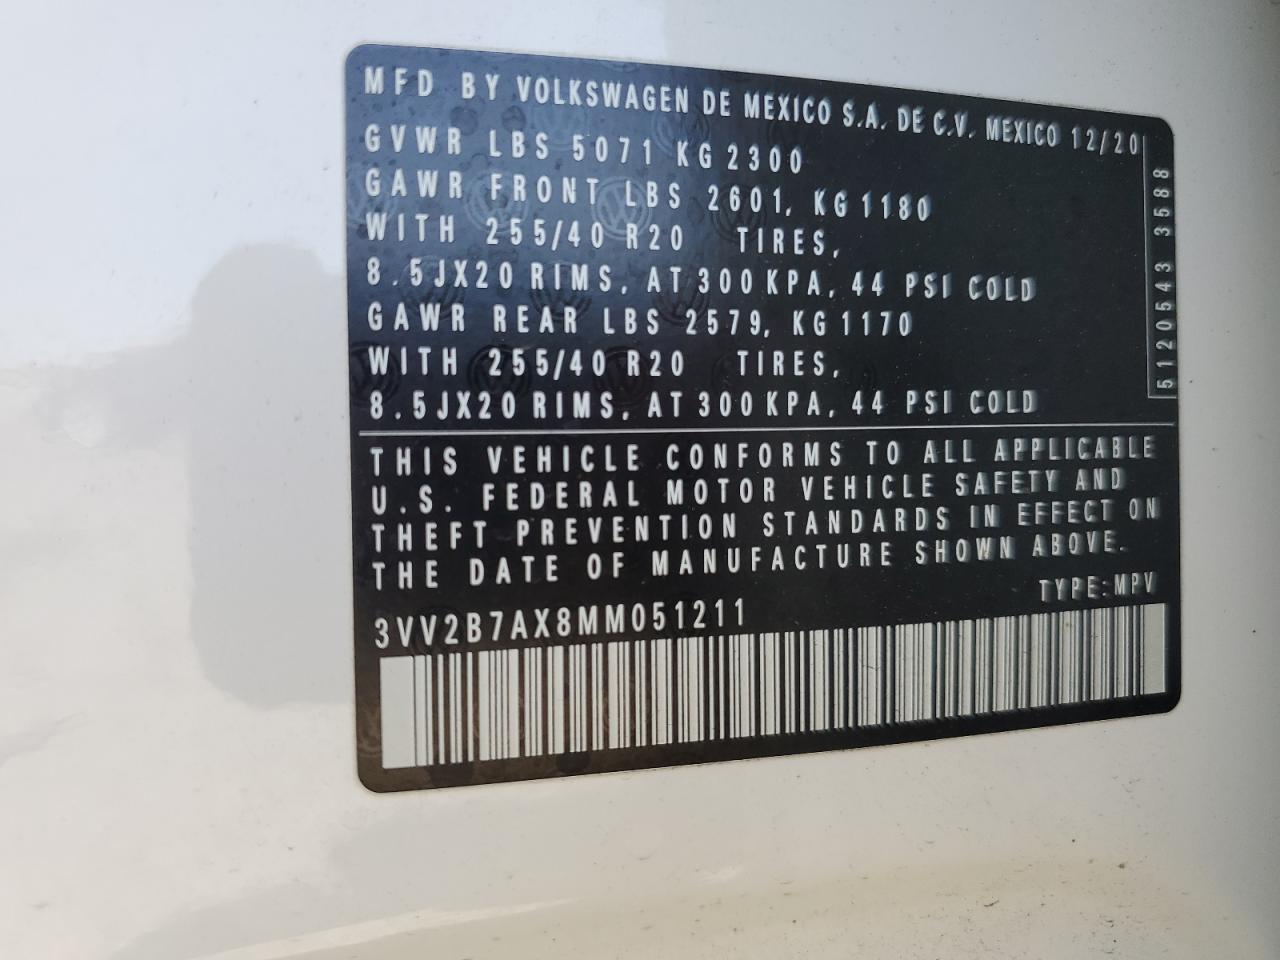 MFD BY VOLKSWAGEN DE MEXICO S.A. DE C.V. MEXICO 12/20
GVWR LBS 5071 KG 2300
GAWR FRONT LBS 2601, KG 1180
WITH 255/40 R20 TIRES,
8.5JX20 RIMS, AT 300 KPA, 44 PSI COLD
GAWR REAR LBS 2579, KG 1170
WITH 255/40 R20 TIRES,
8.5JX20 RIMS, AT 300 KPA, 44 PSI COLD
5120543 3588
THIS VEHICLE CONFORMS TO ALL APPLICABLE
U.S. FEDERAL MOTOR VEHICLE SAFETY AND
THEFT PREVENTION STANDARDS IN EFFECT ON
THE DATE OF MANUFACTURE SHOWN ABOVE.
TYPE:MPV
3VV2B7AX8MM051211